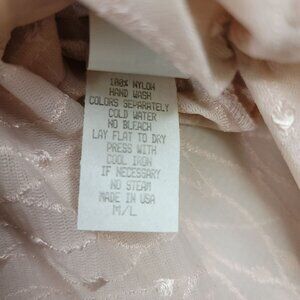 100% NYLON
HAND WASH
COLORS SEPARATELY
COLD WATER
NO BLEACH
LAY FLAT TO DRY
PRESS WITH
COOL IRON
IF NECESSARY
NO STEAM
MADE IN USA
M/L